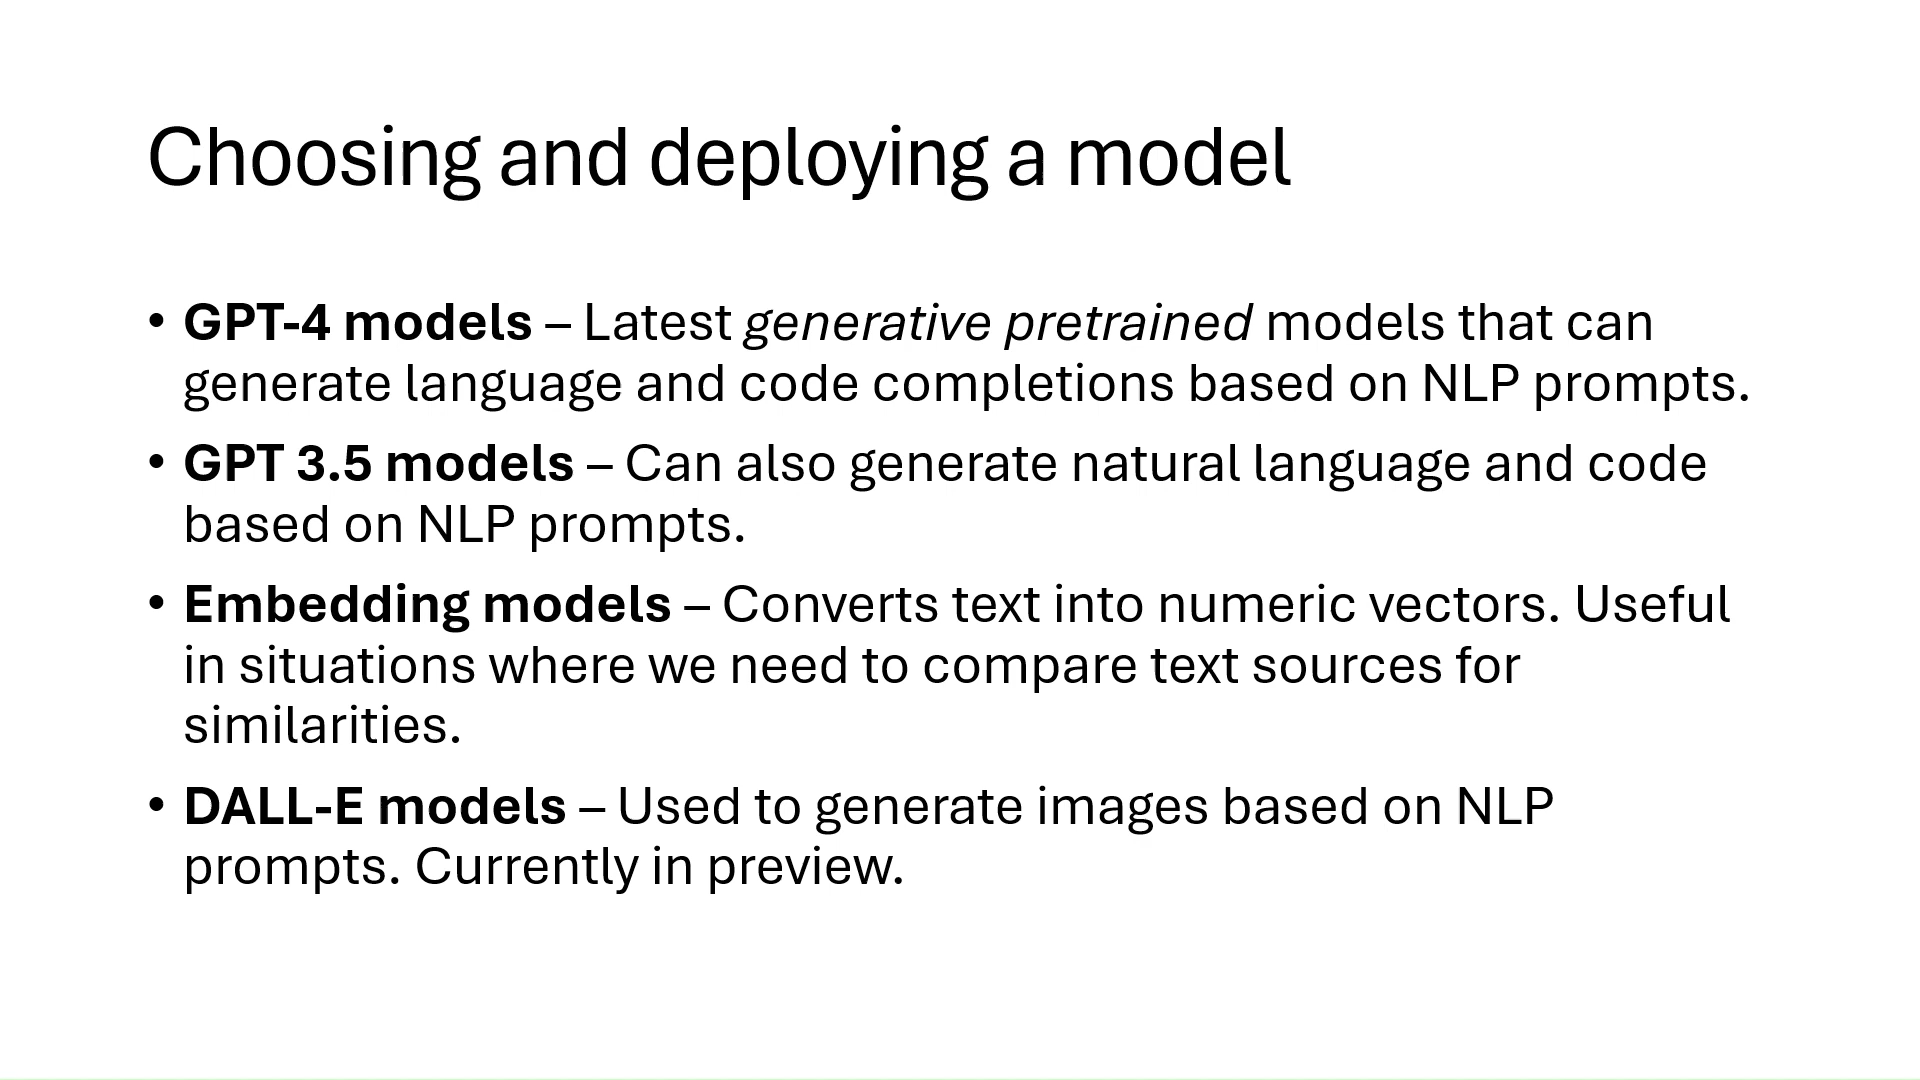 Choosing and deploying a model
• GPT-4 models – Latest generative pretrained models that can
generate language and code completions based on NLP prompts.
• GPT 3.5 models – Can also generate natural language and code
based on NLP prompts.
• Embedding models – Converts text into numeric vectors. Useful
in situations where we need to compare text sources for
similarities.
• DALL-E models – Used to generate images based on NLP
prompts. Currently in preview.